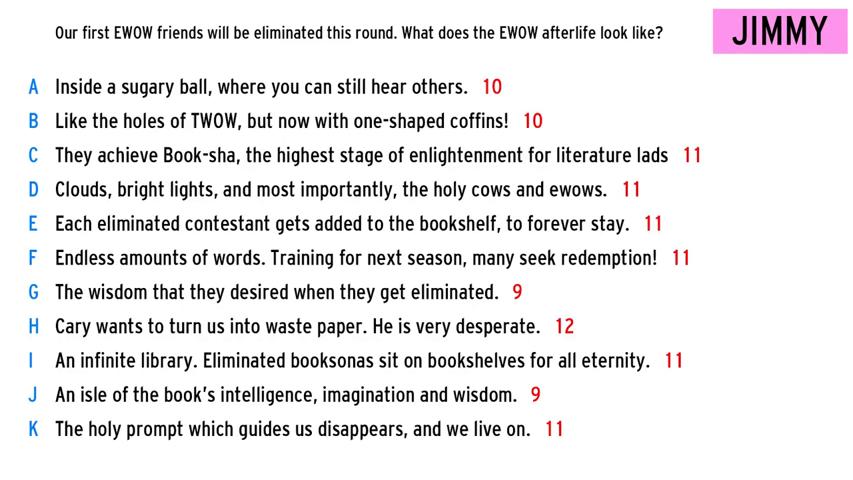 Our first EWOW friends will be eliminated this round. What does the EWOW afterlife look like?
JIMMY
A Inside a sugary ball, where you can still hear others. 10
B Like the holes of TWOW, but now with one-shaped coffins! 10
C They achieve Book-sha, the highest stage of enlightenment for literature lads 11
D Clouds, bright lights, and most importantly, the holy cows and ewows. 11
E Each eliminated contestant gets added to the bookshelf, to forever stay. 11
F Endless amounts of words. Training for next season, many seek redemption! 11
G The wisdom that they desired when they get eliminated. 9
H Cary wants to turn us into waste paper. He is very desperate. 12
I An infinite library. Eliminated booksonas sit on bookshelves for all eternity. 11
J An isle of the book's intelligence, imagination and wisdom. 9
K The holy prompt which guides us disappears, and we live on. 11